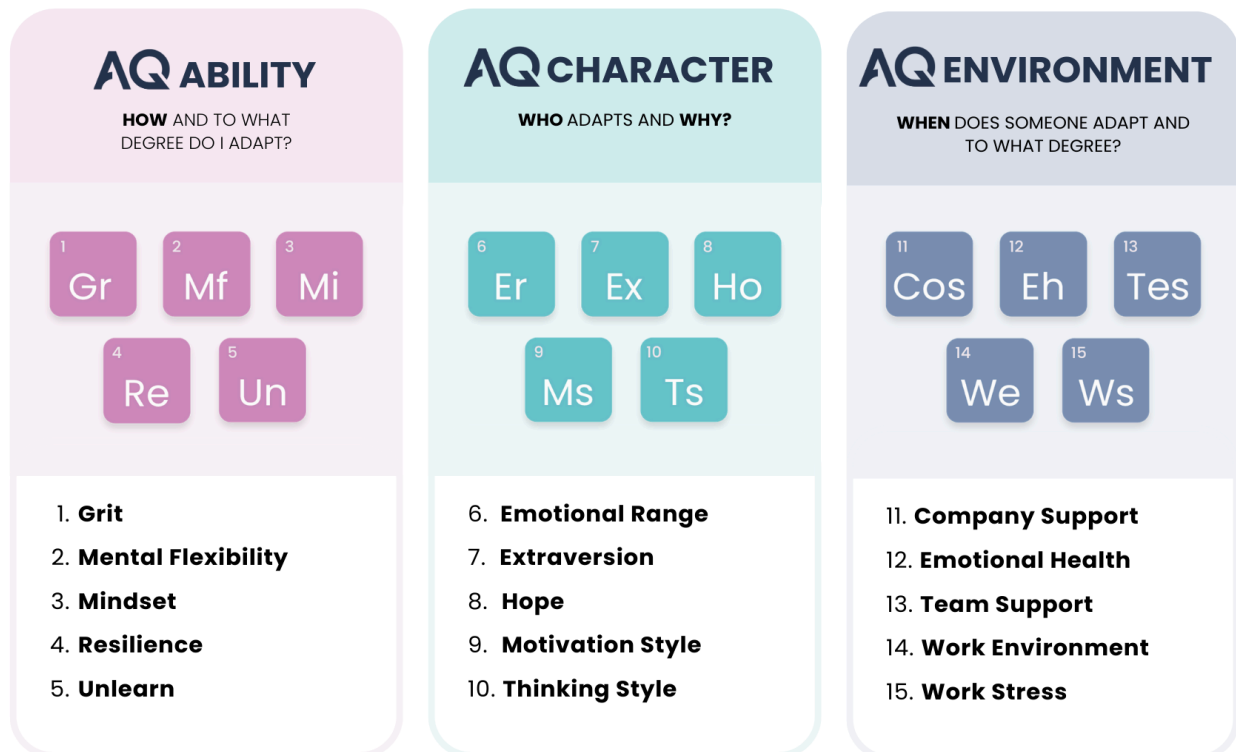 AQ ABILITY
HOW AND TO WHAT
DEGREE DO I ADAPT?
1
Gr
2
Mf
3
Mi
4
Re
5
Un
1. Grit
2. Mental Flexibility
3. Mindset
4. Resilience
5. Unlearn
AQ CHARACTER
WHO ADAPTS AND WHY?
6
Er
7
Ex
8
Ho
9
Ms
10
Ts
6. Emotional Range
7. Extraversion
8. Hope
9. Motivation Style
10. Thinking Style
AQ ENVIRONMENT
WHEN DOES SOMEONE ADAPT AND
TO WHAT DEGREE?
11
Cos
12
Eh
13
Tes
14
We
15
Ws
11. Company Support
12. Emotional Health
13. Team Support
14. Work Environment
15. Work Stress